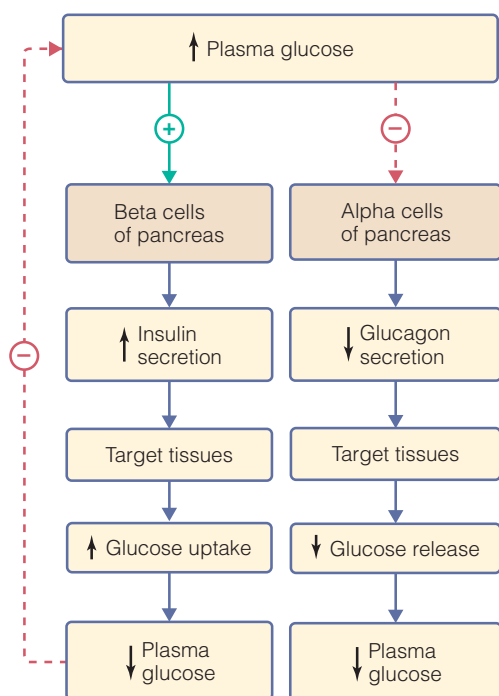 Plasma glucose
+
−
Beta cells
of pancreas
Alpha cells
of pancreas
Insulin
secretion
Glucagon
secretion
−
Target tissues
Target tissues
Glucose uptake
Glucose release
Plasma
glucose
Plasma
glucose